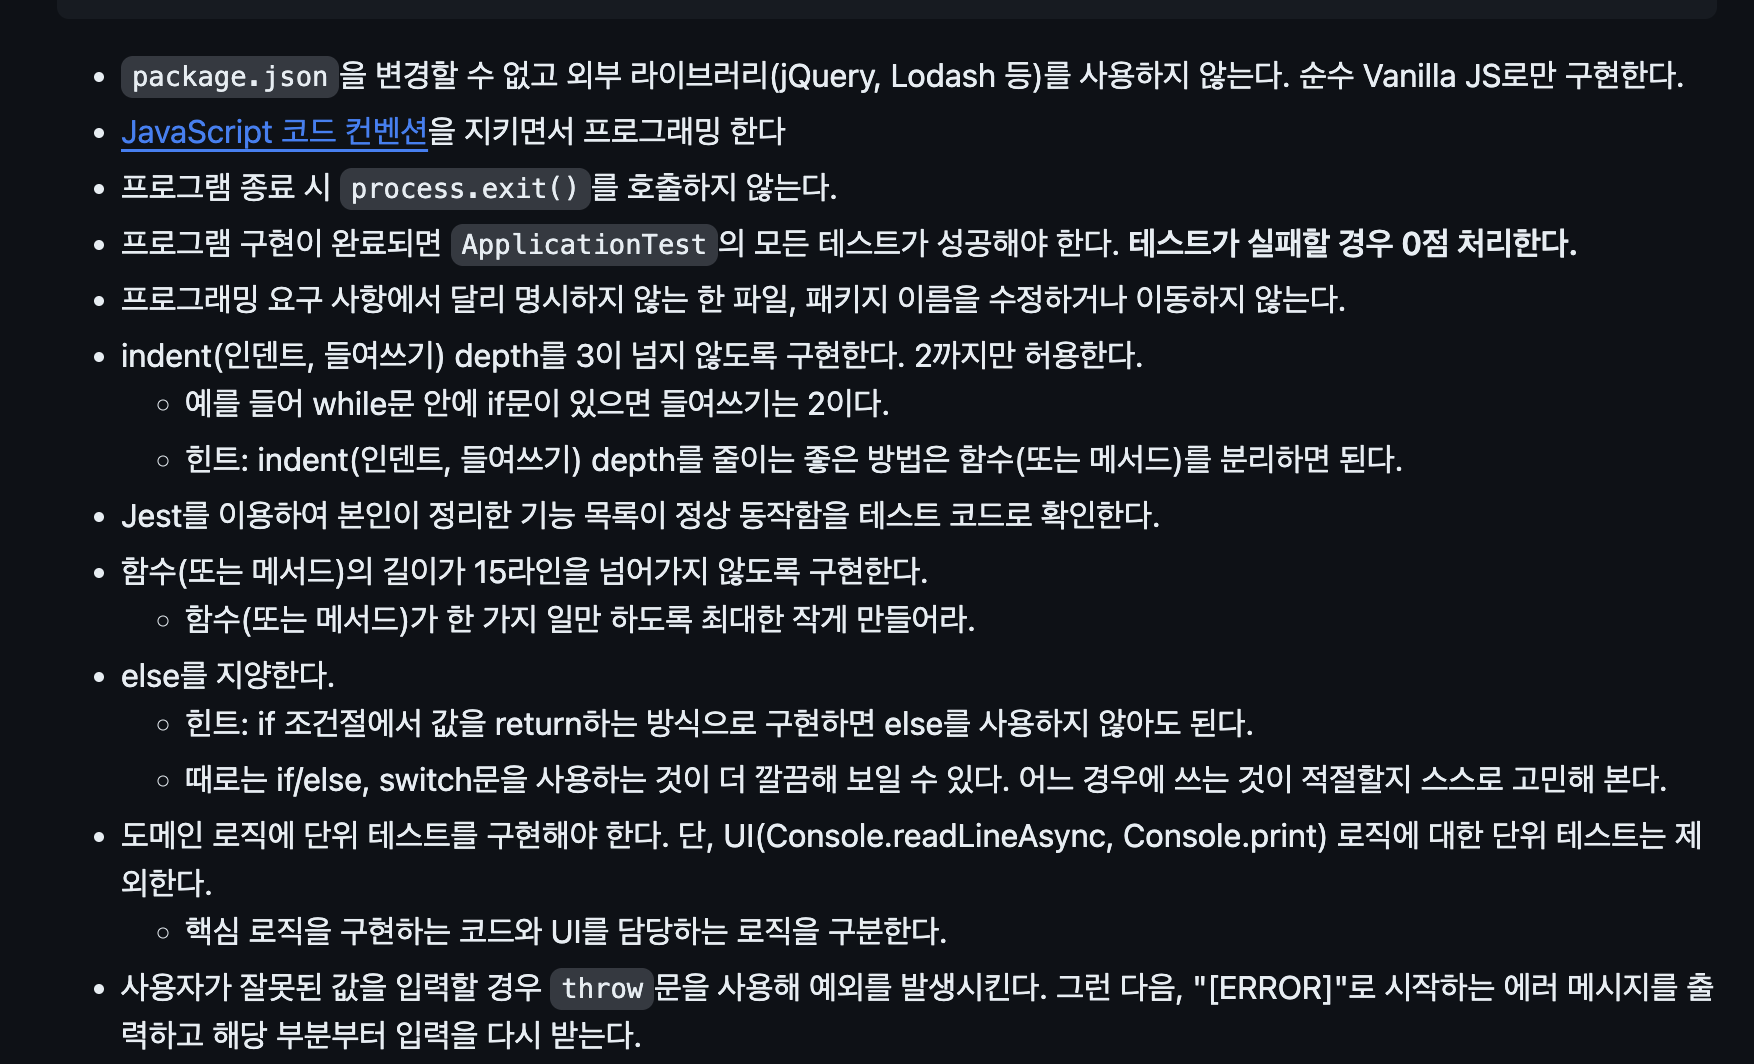 package.json을 변경할 수 없고 외부 라이브러리(jQuery, Lodash 등)를 사용하지 않는다. 순수 Vanilla JS로만 구현한다.
JavaScript 코드 컨벤션을 지키면서 프로그래밍 한다
프로그램 종료 시 process.exit()를 호출하지 않는다.
프로그램 구현이 완료되면 ApplicationTest의 모든 테스트가 성공해야 한다. 테스트가 실패할 경우 0점 처리한다.
프로그래밍 요구 사항에서 달리 명시하지 않는 한 파일, 패키지 이름을 수정하거나 이동하지 않는다.
indent(인덴트, 들여쓰기) depth를 3이 넘지 않도록 구현한다. 2까지만 허용한다.
예를 들어 while문 안에 if문이 있으면 들여쓰기는 2이다.
힌트: indent(인덴트, 들여쓰기) depth를 줄이는 좋은 방법은 함수(또는 메서드)를 분리하면 된다.
Jest를 이용하여 본인이 정리한 기능 목록이 정상 동작함을 테스트 코드로 확인한다.
함수(또는 메서드)의 길이가 15라인을 넘어가지 않도록 구현한다.
함수(또는 메서드)가 한 가지 일만 하도록 최대한 작게 만들어라.
else를 지양한다.
힌트: if 조건절에서 값을 return하는 방식으로 구현하면 else를 사용하지 않아도 된다.
때로는 if/else, switch문을 사용하는 것이 더 깔끔해 보일 수 있다. 어느 경우에 쓰는 것이 적절할지 스스로 고민해 본다.
도메인 로직에 단위 테스트를 구현해야 한다. 단, UI(Console.readLineAsync, Console.print) 로직에 대한 단위 테스트는 제
외한다.
핵심 로직을 구현하는 코드와 UI를 담당하는 로직을 구분한다.
사용자가 잘못된 값을 입력할 경우 throw문을 사용해 예외를 발생시킨다. 그런 다음, "[ERROR]"로 시작하는 에러 메시지를 출
력하고 해당 부분부터 입력을 다시 받는다.